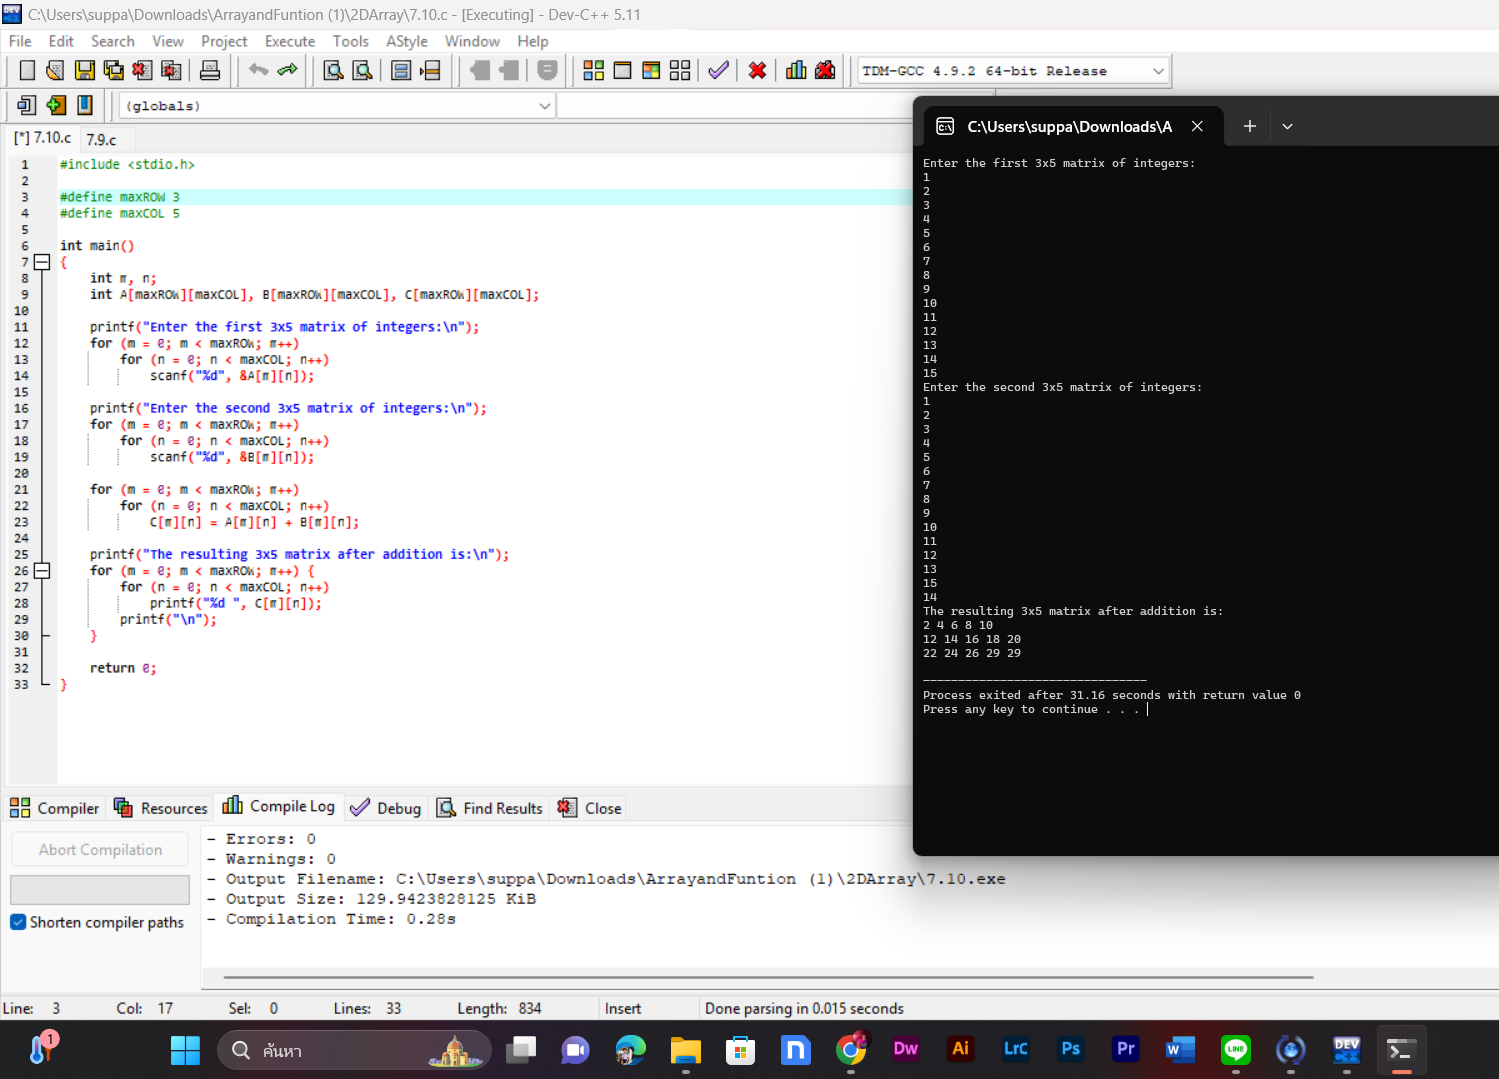 C:\Users\suppa\Downloads\ArrayandFuntion (1)\2DArray\7.10.c - [Executing] - Dev-C++ 5.11
File Edit Search View Project Execute Tools AStyle Window Help
TDM-GCC 4.9.2 64-bit Release
(globals)
[*] 7.10.c 7.9.c
1 #include <stdio.h>
2
3 #define maxROW 3
4 #define maxCOL 5
5
6 int main()
7 {
8 int m, n;
9 int A[maxROW][maxCOL], B[maxROW][maxCOL], C[maxROW][maxCOL];
10
11 printf("Enter the first 3x5 matrix of integers:\n");
12 for (m = 0; m < maxROW; m++)
13 for (n = 0; n < maxCOL; n++)
14 scanf("%d", &A[m][n]);
15
16 printf("Enter the second 3x5 matrix of integers:\n");
17 for (m = 0; m < maxROW; m++)
18 for (n = 0; n < maxCOL; n++)
19 scanf("%d", &B[m][n]);
20
21 for (m = 0; m < maxROW; m++)
22 for (n = 0; n < maxCOL; n++)
23 C[m][n] = A[m][n] + B[m][n];
24
25 printf("The resulting 3x5 matrix after addition is:\n");
26 for (m = 0; m < maxROW; m++) {
27 for (n = 0; n < maxCOL; n++)
28 printf("%d ", C[m][n]);
29 printf("\n");
30 }
31
32 return 0;
33 }
C:\Users\suppa\Downloads\A
Enter the first 3x5 matrix of integers:
1
2
3
4
5
6
7
8
9
10
11
12
13
14
15
Enter the second 3x5 matrix of integers:
1
2
3
4
5
6
7
8
9
10
11
12
13
15
14
The resulting 3x5 matrix after addition is:
2 4 6 8 10
12 14 16 18 20
22 24 26 29 29
--------------------------------
Process exited after 31.16 seconds with return value 0
Press any key to continue . . .
Compiler Resources Compile Log Debug Find Results Close
Abort Compilation
Shorten compiler paths
- Errors: 0
- Warnings: 0
- Output Filename: C:\Users\suppa\Downloads\ArrayandFuntion (1)\2DArray\7.10.exe
- Output Size: 129.9423828125 KiB
- Compilation Time: 0.28s
Line: 3 Col: 17 Sel: 0 Lines: 33 Length: 834 Insert Done parsing in 0.015 seconds
1 ค้นหา Dw Ai LrC Ps Pr W LINE DEV C++